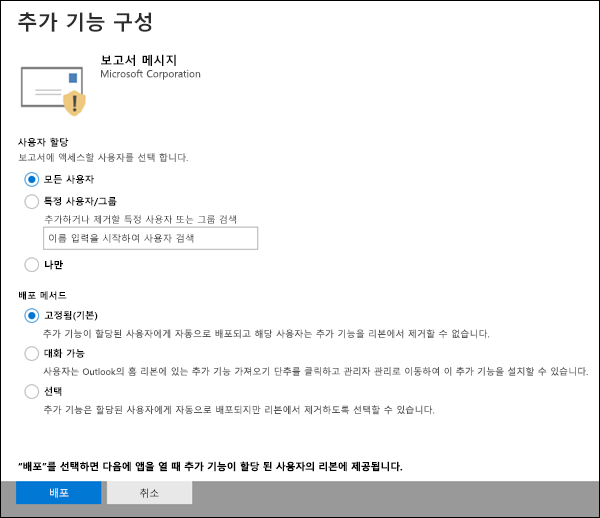 추가 기능 구성
보고서 메시지
Microsoft Corporation
사용자 할당
보고서에 액세스할 사용자를 선택 합니다.
모든 사용자
특정 사용자/그룹
추가하거나 제거할 특정 사용자 또는 그룹 검색
이름 입력을 시작하여 사용자 검색
나만
배포 메서드
고정됨(기본)
추가 기능이 할당된 사용자에게 자동으로 배포되고 해당 사용자는 추가 기능을 리본에서 제거할 수 없습니다.
대화 가능
사용자는 Outlook의 홈 리본에 있는 추가 기능 가져오기 단추를 클릭하고 관리자 관리로 이동하여 이 추가 기능을 설치할 수 있습니다.
선택
추가 기능은 할당된 사용자에게 자동으로 배포되지만 리본에서 제거하도록 선택할 수 있습니다.
"배포"를 선택하면 다음에 앱을 열 때 추가 기능이 할당 된 사용자의 리본에 제공됩니다.
배포
취소